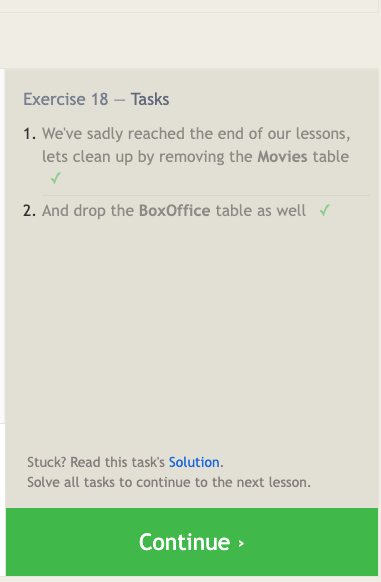 Exercise 18 — Tasks
1. We've sadly reached the end of our lessons,
lets clean up by removing the Movies table
✓
2. And drop the BoxOffice table as well ✓
Stuck? Read this task's Solution.
Solve all tasks to continue to the next lesson.
Continue ›